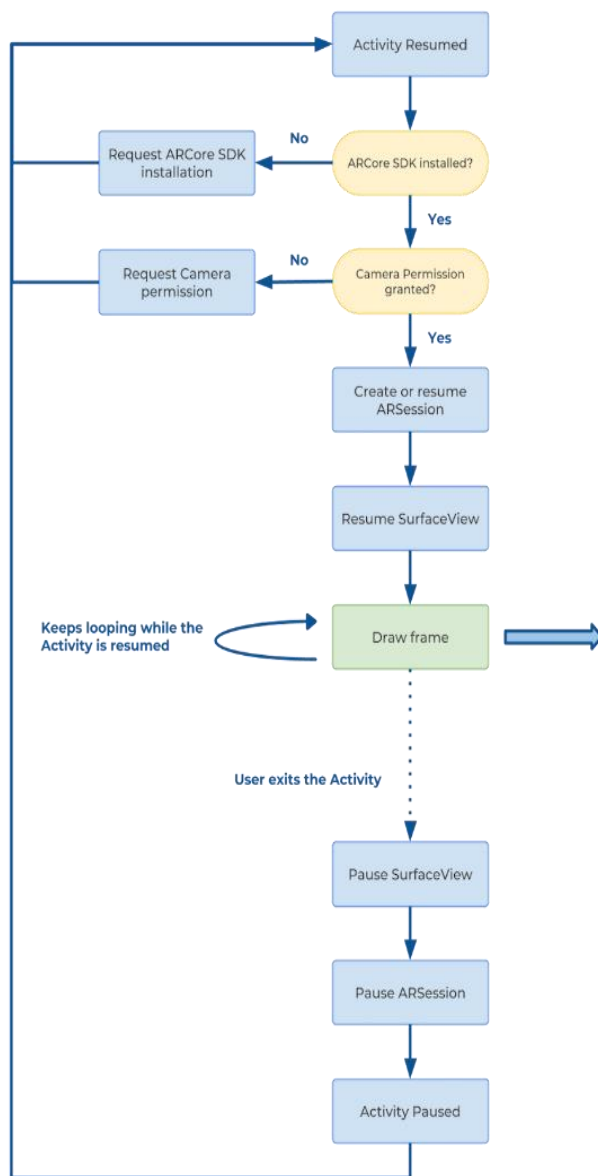 Activity Resumed
No
Request ARCore SDK
installation
ARCore SDK installed?
Yes
No
Request Camera
permission
Camera Permission
granted?
Yes
Create or resume
ARSession
Resume SurfaceView
Keeps looping while the
Activity is resumed
Draw frame
User exits the Activity
Pause SurfaceView
Pause ARSession
Activity Paused